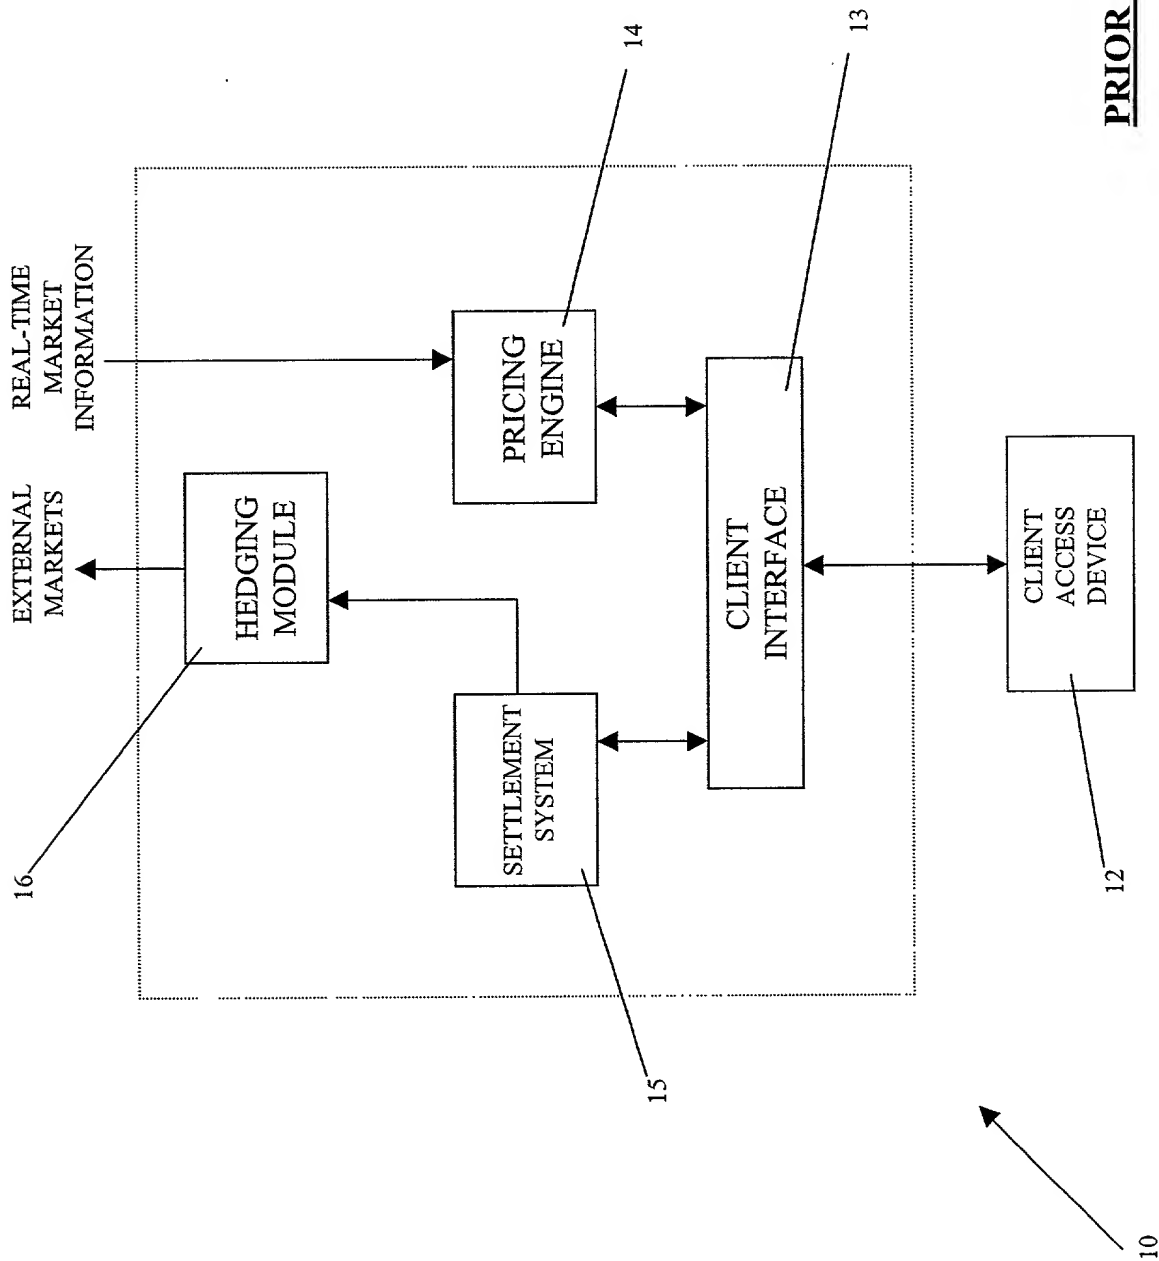 EXTERNAL
MARKETS
REAL-TIME
MARKET
INFORMATION
16
HEDGING
MODULE
14
SETTLEMENT
SYSTEM
PRICING
ENGINE
15
CLIENT
INTERFACE
13
CLIENT
ACCESS
DEVICE
12
10
PRIOR